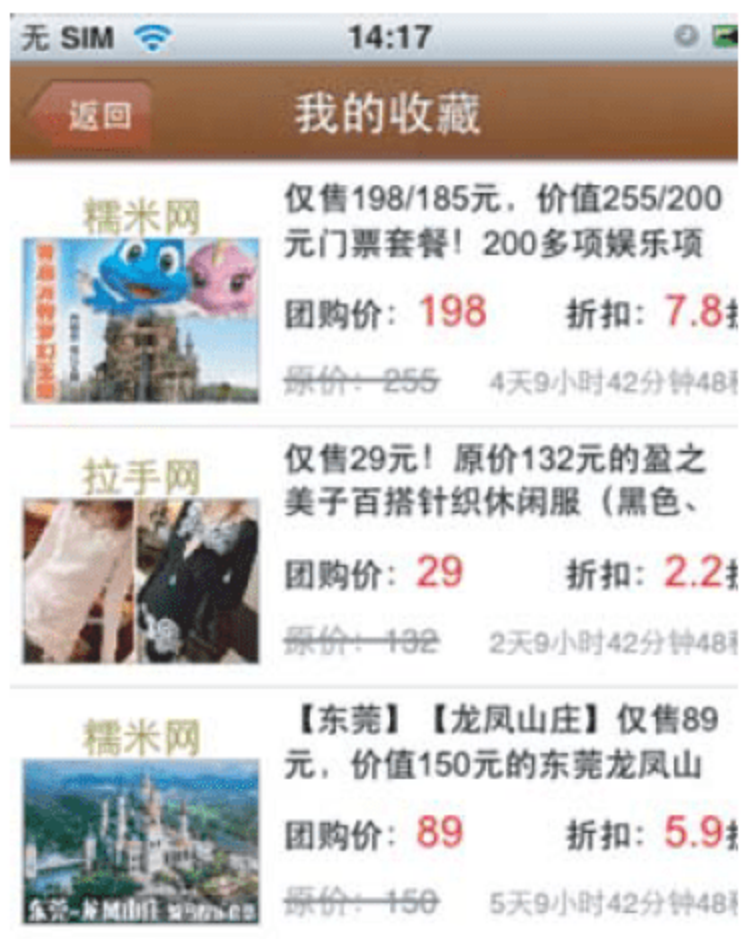 无 SIM
14:17
返回
我的收藏
糯米网
仅售198/185元，价值255/200
元门票套餐！200多项娱乐项
团购价：198
折扣：7.8
原价：255
4天9小时42分钟48秒
拉手网
仅售29元！原价132元的盈之
美子百搭针织休闲服（黑色、
团购价：29
折扣：2.2
原价：132
2天9小时42分钟48秒
糯米网
【东莞】【龙凤山庄】仅售89
元，价值150元的东莞龙凤山
东莞-龙凤山庄
团购价：89
折扣：5.9
原价：150
5天9小时42分钟48秒